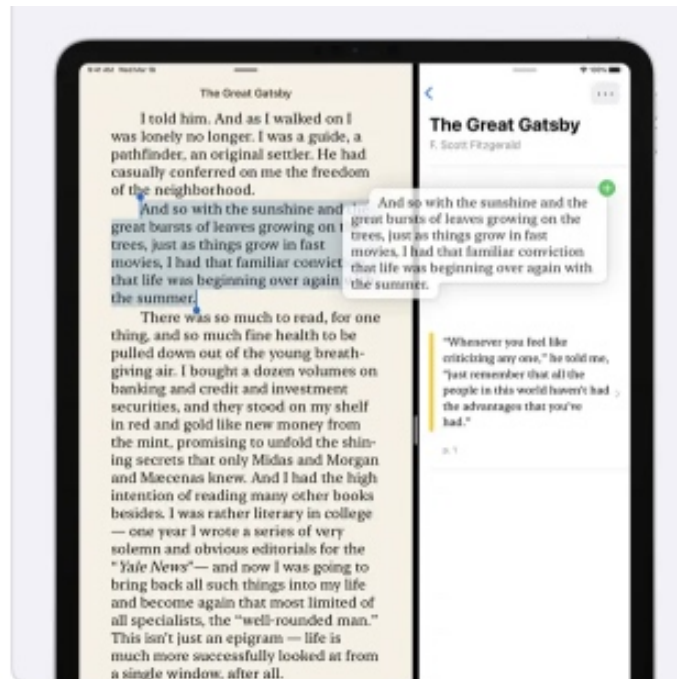 9:41 AM Wed Mar
The Great Gatsby
I told him. And as I walked on I
was lonely no longer. I was a guide, a
pathfinder, an original settler. He had
casually conferred on me the freedom
of the neighborhood.
And so with the sunshine and
great bursts of leaves growing on
trees, just as things grow in fast
movies, I had that familiar convict
that life was beginning over again
the summer.
There was so much to read, for one
thing, and so much fine health to be
pulled down out of the young breath-
giving air. I bought a dozen volumes on
banking and credit and investment
securities, and they stood on my shelf
in red and gold like new money from
the mint, promising to unfold the shin-
ing secrets that only Midas and Morgan
and Mæcenas knew. And I had the high
intention of reading many other books
besides. I was rather literary in college
— one year I wrote a series of very
solemn and obvious editorials for the
"Yale News"— and now I was going to
bring back all such things into my life
and become again that most limited of
all specialists, the “well-rounded man.”
This isn't just an epigram — life is
much more successfully looked at from
a single window, after all.
100%
The Great Gatsby
F. Scott Fitzgerald
And so with the sunshine and the
great bursts of leaves growing on the
trees, just as things grow in fast
movies, I had that familiar conviction
that life was beginning over again with
the summer.
“Whenever you feel like
criticizing any one,” he told me,
“just remember that all the
people in this world haven't had
the advantages that you've
had.”
p. 1